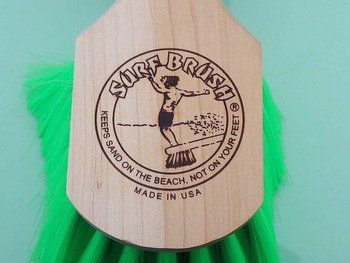 SURF BRUSH
KEEPS SAND ON THE BEACH, NOT ON YOUR FEET ®
MADE IN USA